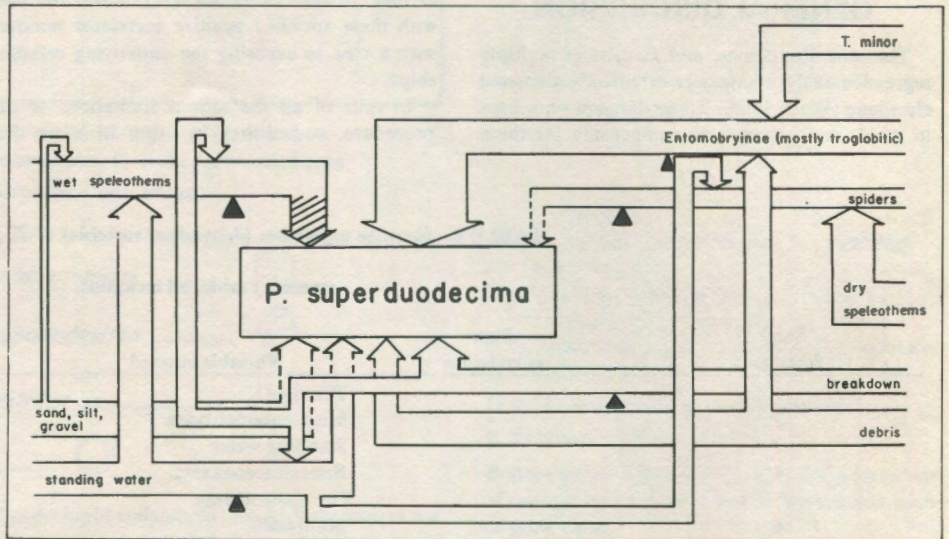 T. minor
Entomobryinae (mostly troglobitic)
wet speleothems
spiders
P. superduodecima
dry
speleothems
breakdown
sand, silt,
gravel
debris
standing water